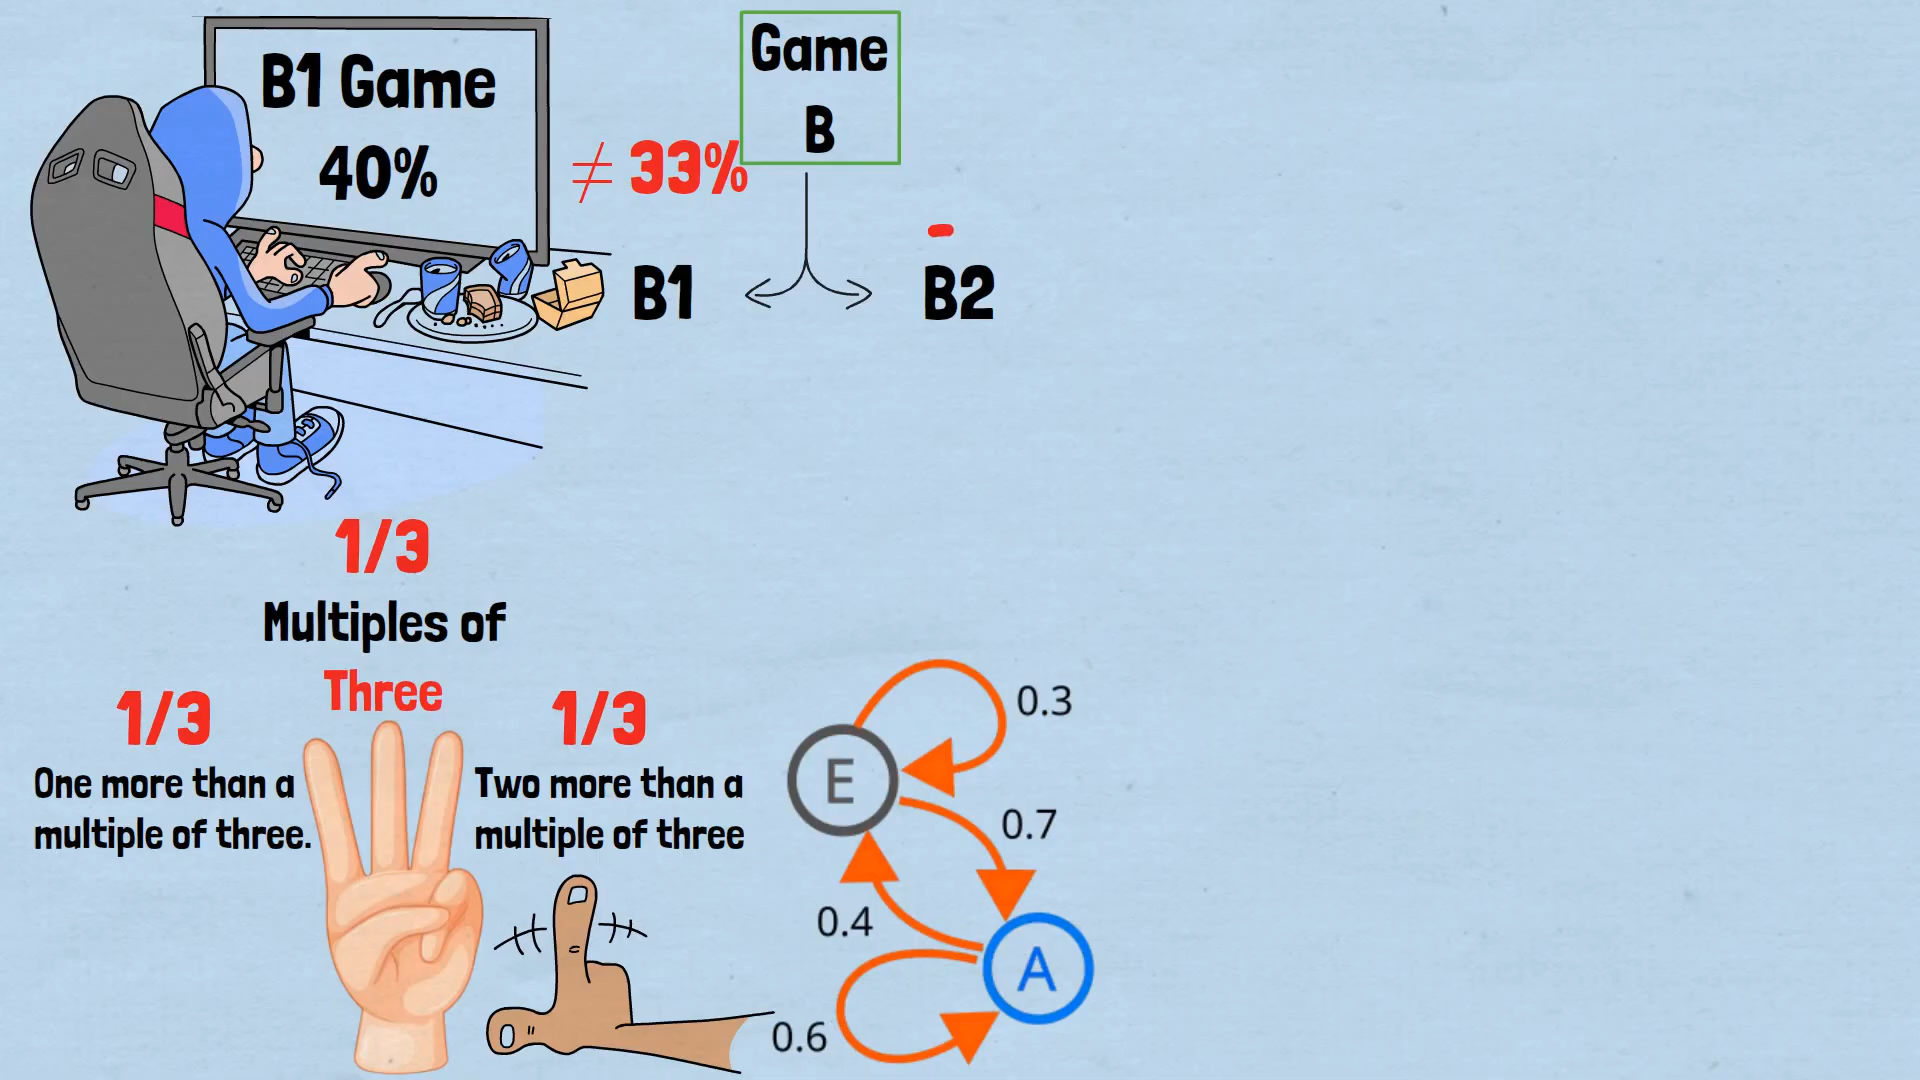 B1 Game
40%
≠ 33%
Game
B
B1
B2
1/3
Multiples of
Three
1/3
One more than a
multiple of three.
1/3
Two more than a
multiple of three
E
0.3
0.7
0.4
A
0.6